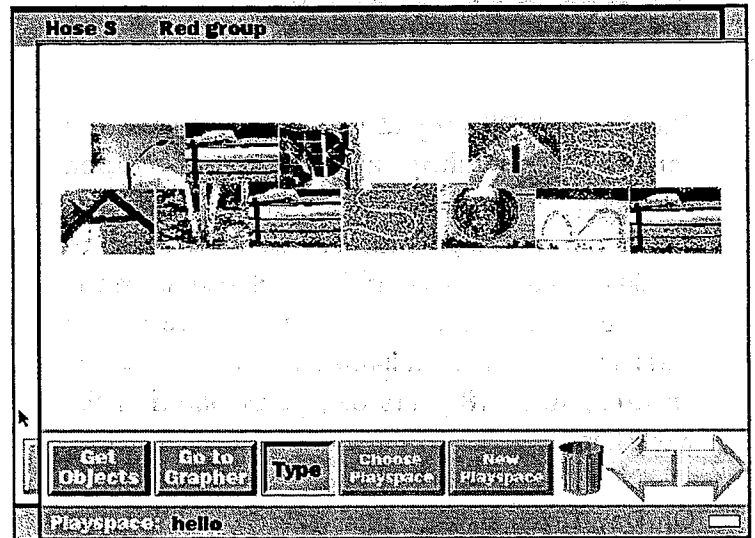 Hose S Red group
Get Objects
Go to Grapher
Type
Choose Playspace
New Playspace
Playspace: hello